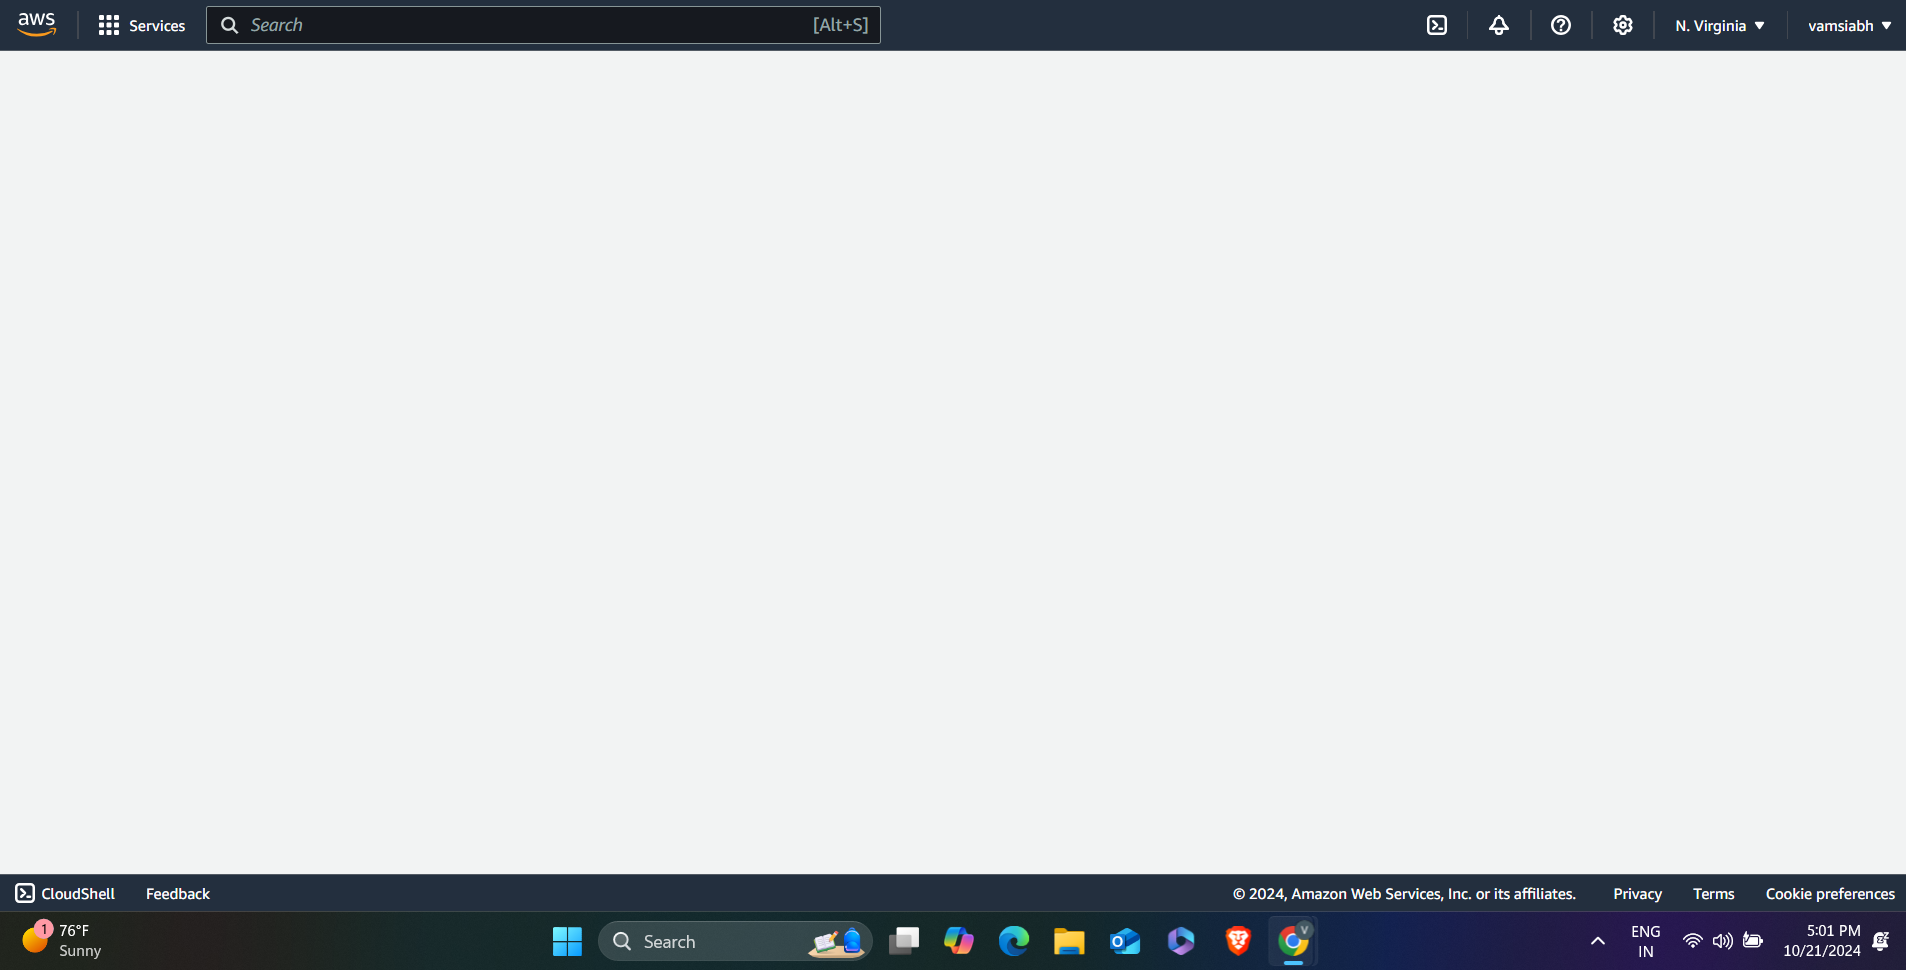 aws Services Search [Alt+S] N. Virginia vamsiabh
CloudShell Feedback © 2024, Amazon Web Services, Inc. or its affiliates. Privacy Terms Cookie preferences
1 76°F
Sunny
Search
V
ENG
IN
5:01 PM
10/21/2024